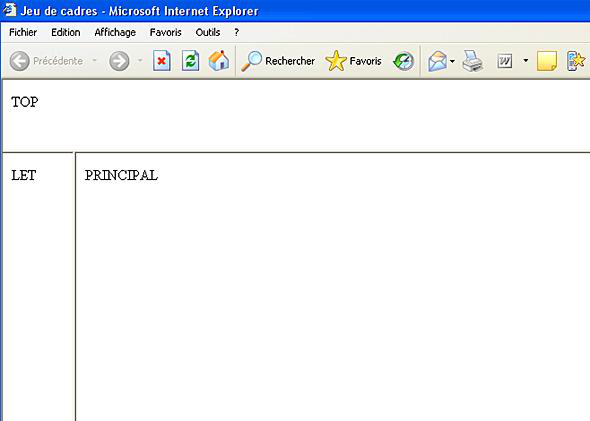 Jeu de cadres - Microsoft Internet Explorer
Fichier Edition Affichage Favoris Outils ?
Précédente Rechercher Favoris W
TOP
LET PRINCIPAL